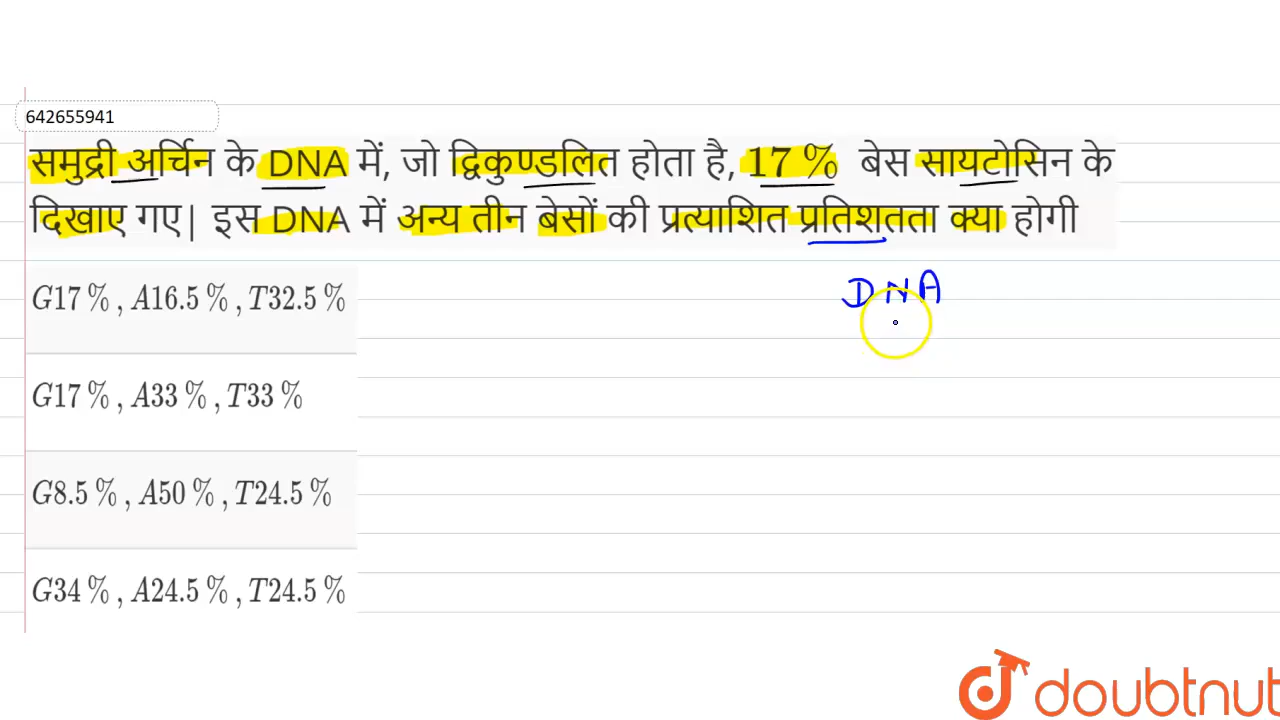 642655941
समुद्री अर्चिन के DNA में, जो द्विकुण्डलित होता है, 17 % बेस सायटोसिन के
दिखाए गए| इस DNA में अन्य तीन बेसों की प्रत्याशित प्रतिशतता क्या होगी
DNA
G17 % , A16.5 % , T32.5 %
G17 % , A33 % , T33 %
G8.5 % , A50 % , T24.5 %
G34 % , A24.5 % , T24.5 %
doubtnut